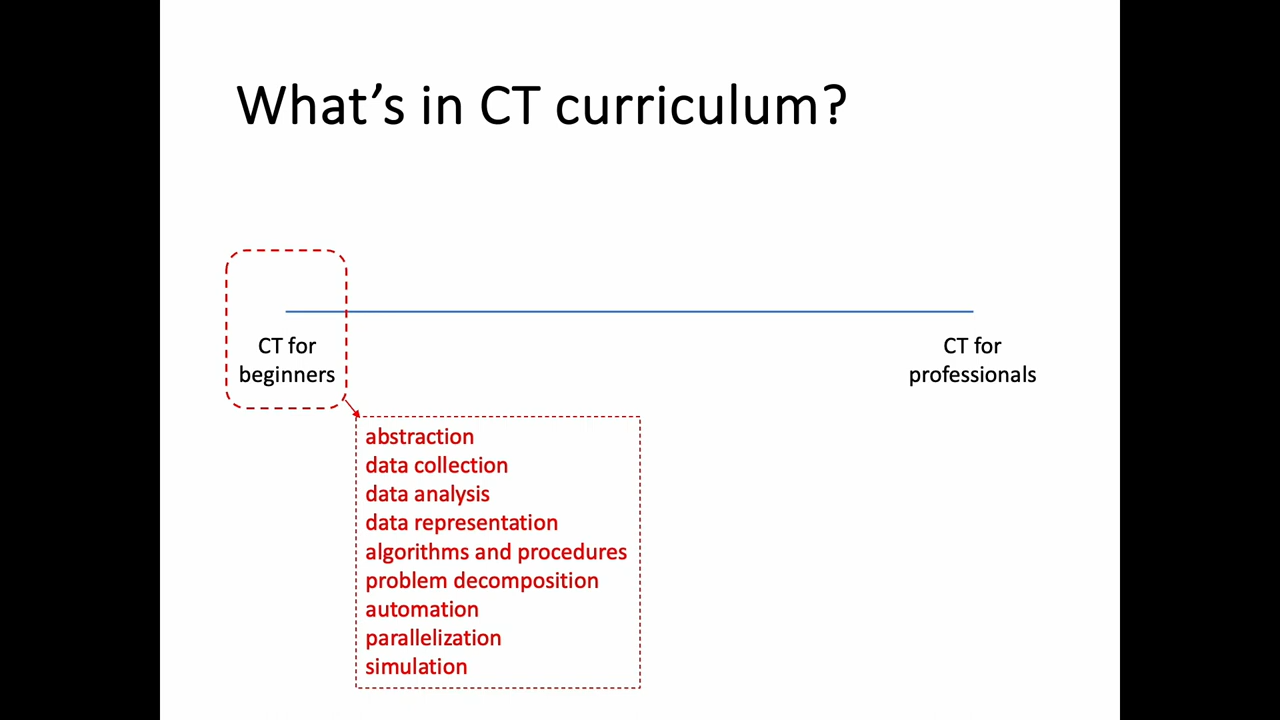 What’s in CT curriculum?
CT for
beginners
CT for
professionals
abstraction
data collection
data analysis
data representation
algorithms and procedures
problem decomposition
automation
parallelization
simulation